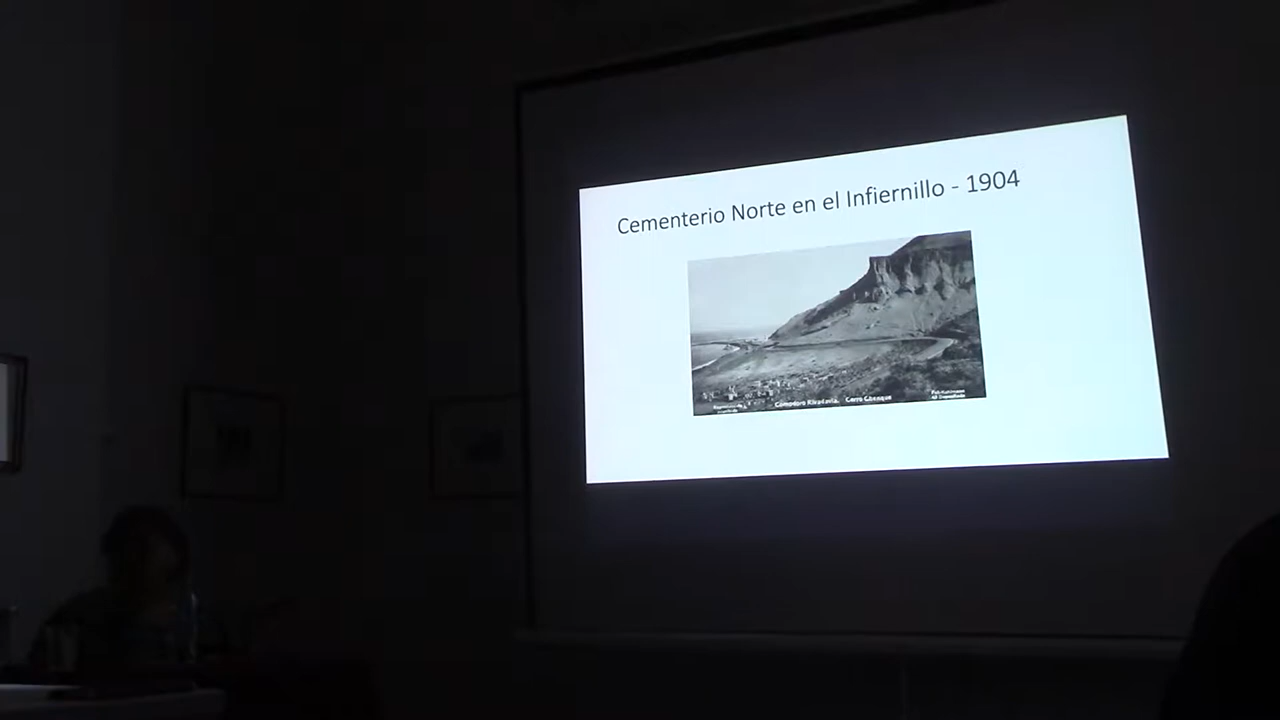 Cementerio Norte en el Infiernillo - 1904
Comodoro Rivadavia. Cerro Chenque